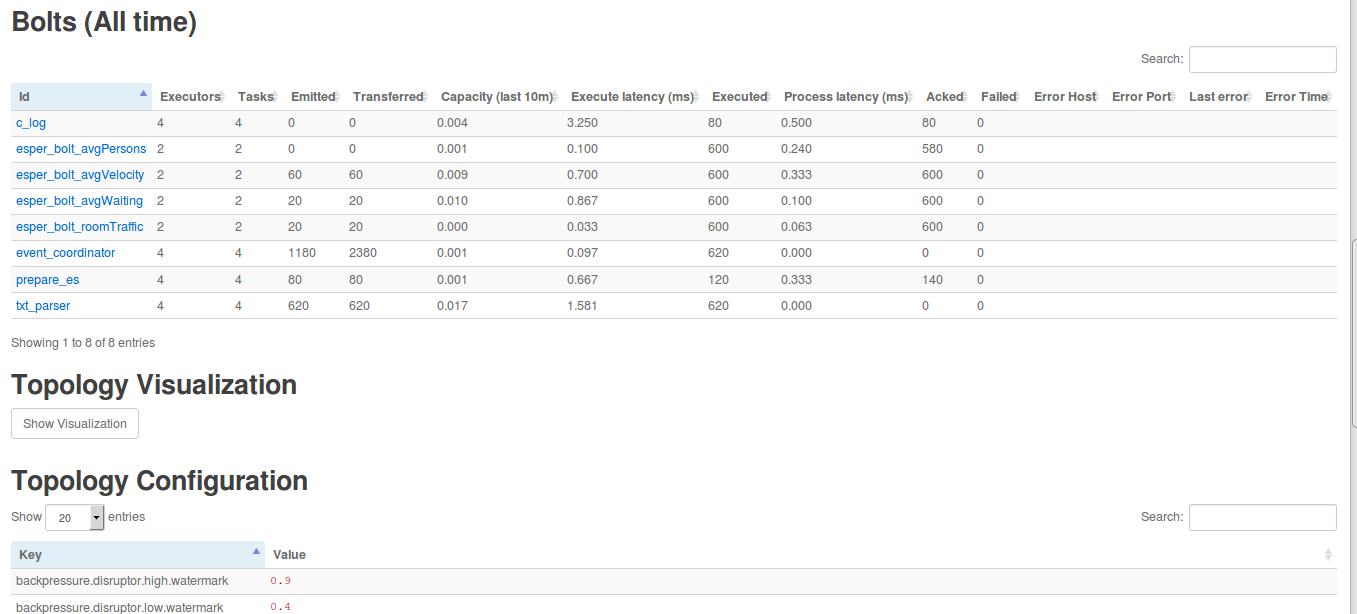 Bolts (All time)
Search:
Id Executors Tasks Emitted Transferred Capacity (last 10m) Execute latency (ms) Executed Process latency (ms) Acked Failed Error Host Error Port Last error Error Time
c_log 4 4 0 0 0.004 3.250 80 0.500 80 0
esper_bolt_avgPersons 2 2 0 0 0.001 0.100 600 0.240 580 0
esper_bolt_avgVelocity 2 2 60 60 0.009 0.700 600 0.333 600 0
esper_bolt_avgWaiting 2 2 20 20 0.010 0.867 600 0.100 600 0
esper_bolt_roomTraffic 2 2 20 20 0.000 0.033 600 0.063 600 0
event_coordinator 4 4 1180 2380 0.001 0.097 620 0.000 0 0
prepare_es 4 4 80 80 0.001 0.667 120 0.333 140 0
txt_parser 4 4 620 620 0.017 1.581 620 0.000 0 0
Showing 1 to 8 of 8 entries
Topology Visualization
Show Visualization
Topology Configuration
Show 20 entries Search:
Key Value
backpressure.disruptor.high.watermark 0.9
backpressure.disruptor.low.watermark 0.4